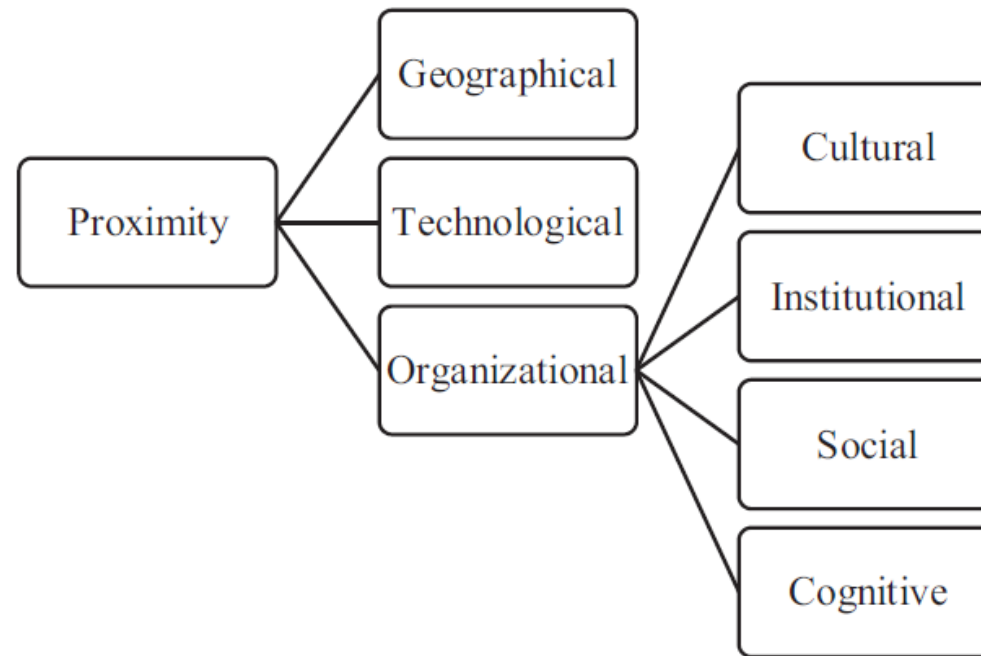 Proximity
Geographical
Technological
Organizational
Cultural
Institutional
Social
Cognitive